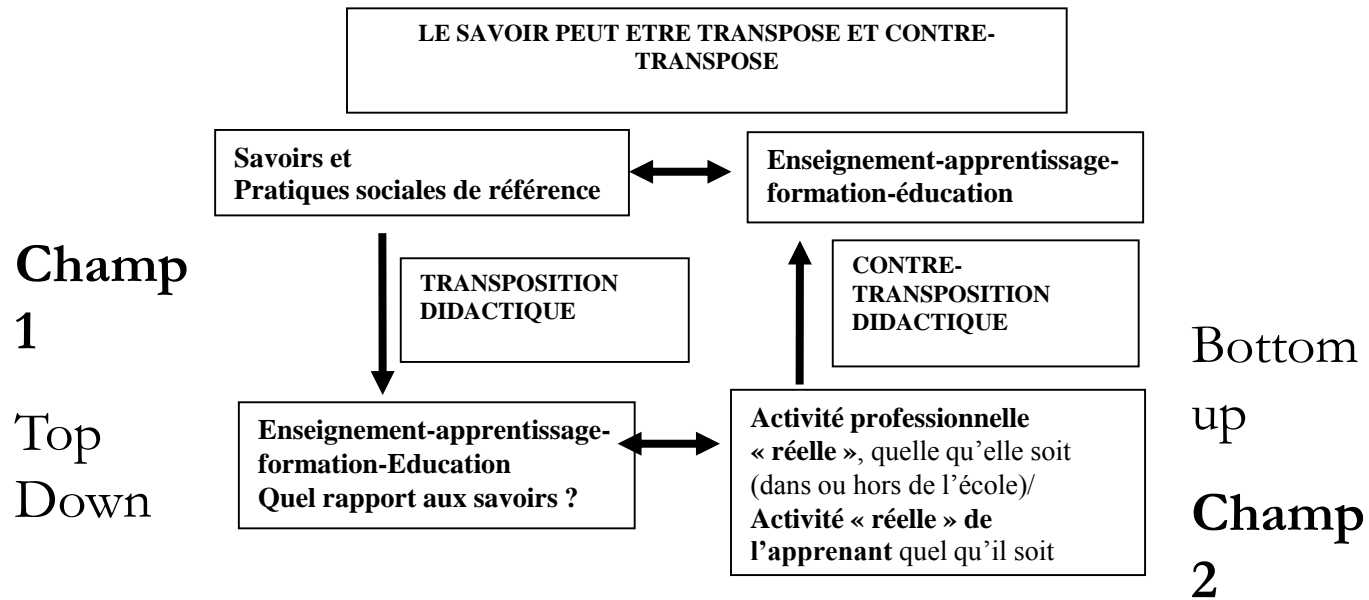 LE SAVOIR PEUT ETRE TRANSPOSE ET CONTRE-
TRANSPOSE
Savoirs et
Pratiques sociales de référence
Enseignement-apprentissage-
formation-éducation
Champ
1
Top
Down
TRANSPOSITION
DIDACTIQUE
CONTRE-
TRANSPOSITION
DIDACTIQUE
Bottom
up
Champ
2
Enseignement-apprentissage-
formation-Education
Quel rapport aux savoirs ?
Activité professionnelle
« réelle », quelle qu’elle soit
(dans ou hors de l’école)/
Activité « réelle » de
l’apprenant quel qu’il soit